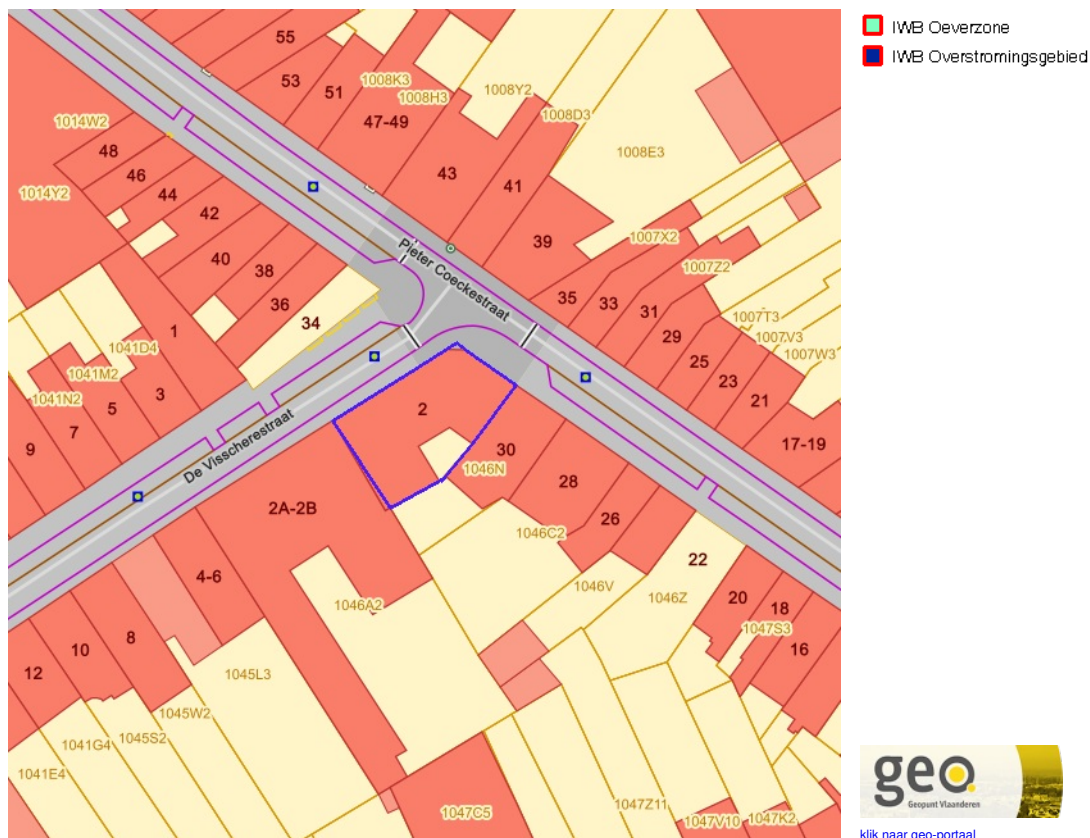 IWB Oeverzone
IWB Overstromingsgebied
55
53
51
1008K3
1008H3
47-49
1008Y2
1008D3
1008E3
1014W2
48
46
44
42
40
38
36
34
1014Y2
43
41
39
1007X2
1007Z2
Pieter Coeckestraat
35
33
31
29
25
23
21
17-19
1007T3
1007V3
1007W3
1
3
5
7
9
1041D4
1041M2
1041N2
De Visscherestraat
2
30
1046N
28
26
22
20
18
16
1046C2
1046V
1046Z
1047S3
2A-2B
4-6
8
10
12
1046A2
1045L3
1045W2
1045S2
1041G4
1041E4
1047C5
1047Z11
1047V10
1047K2
geo
Geopunt Vlaanderen
klik naar geo-portaal